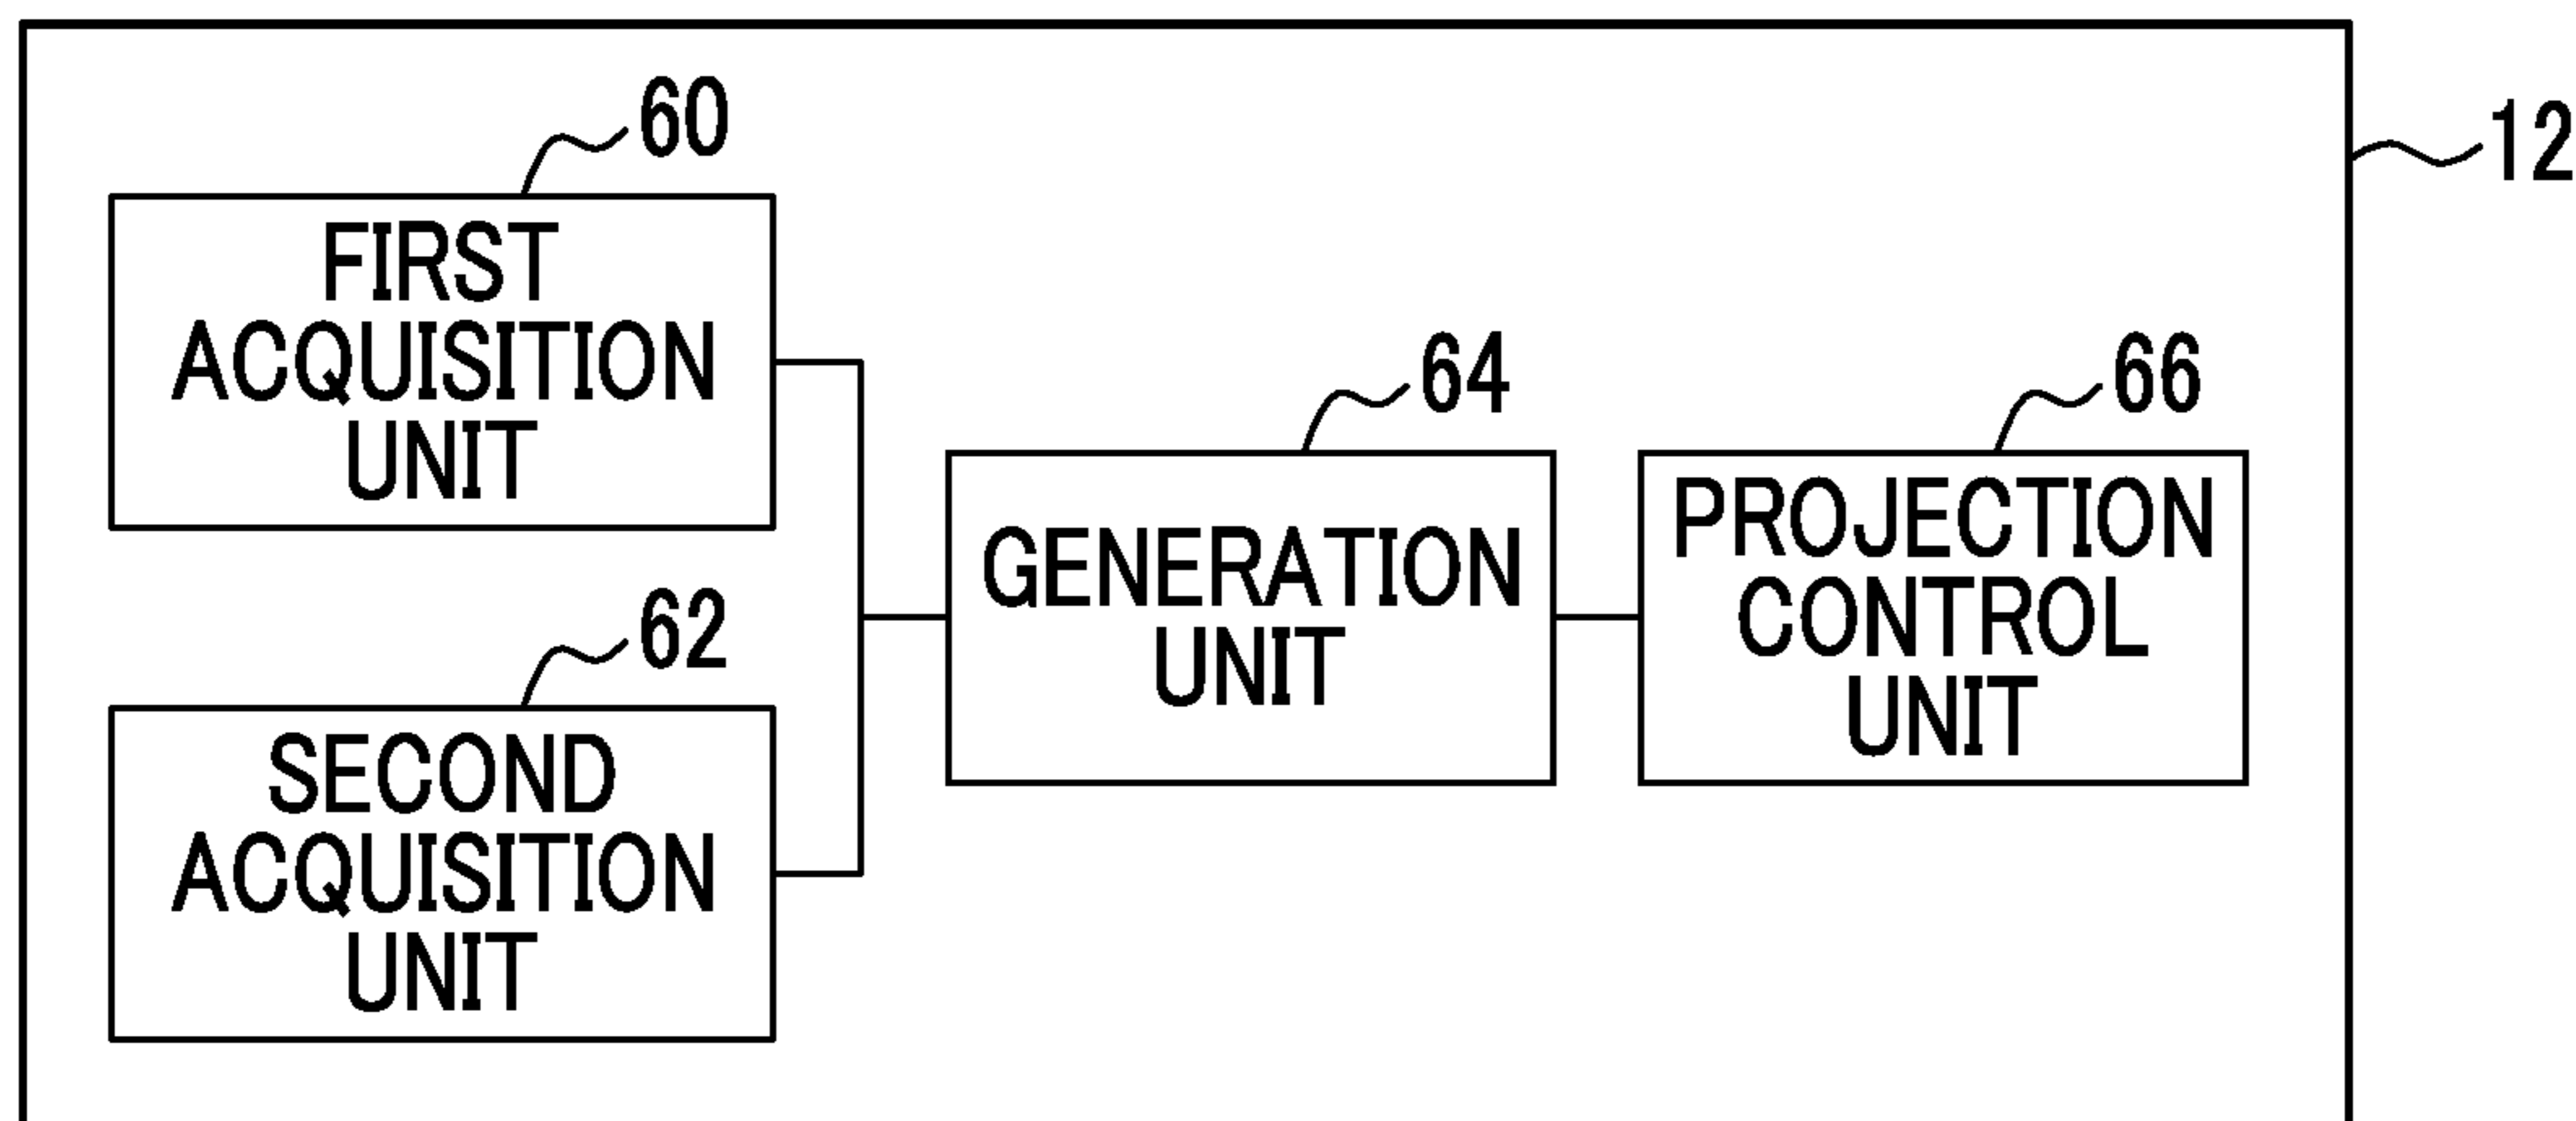 60
12
FIRST
ACQUISITION
UNIT
64
66
GENERATION
UNIT
PROJECTION
CONTROL
UNIT
62
SECOND
ACQUISITION
UNIT